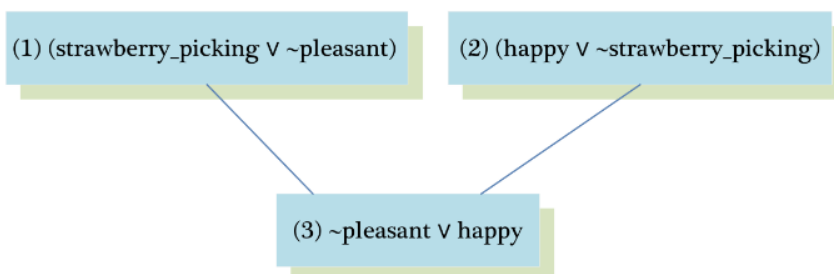 (1) (strawberry_picking V ~pleasant)
(2) (happy V ~strawberry_picking)
(3) ~pleasant V happy